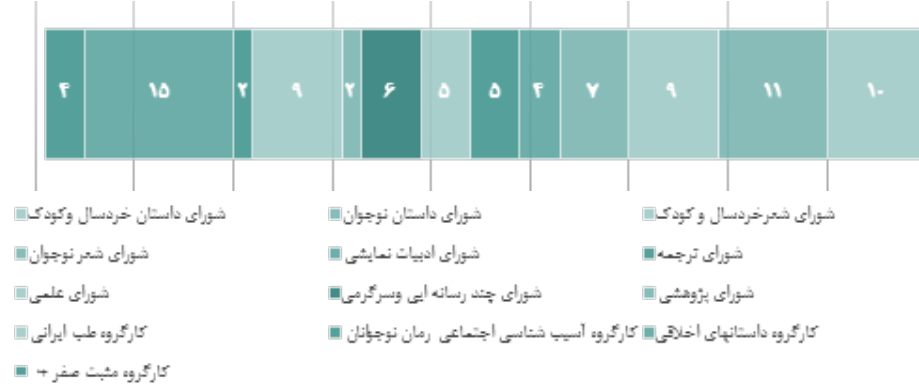 ۴ ۱۵ ۲ ۹ ۲ ۶ ۵ ۵ ۴ ۷ ۹ ۱۱ ۱۰
شورای شعرخردسال و کودک شورای داستان نوجوان شورای داستان خردسال وکودک
شورای ترجمه شورای ادبیات نمایشی شورای شعر نوجوان
شورای پژوهشی شورای چند رسانه ایی وسرگرمی شورای علمی
کارگروه داستانهای اخلاقی کارگروه آسیب شناسی اجتماعی رمان نوجوانان کارگروه طب ایرانی
کارگروه مثبت صفر +۰